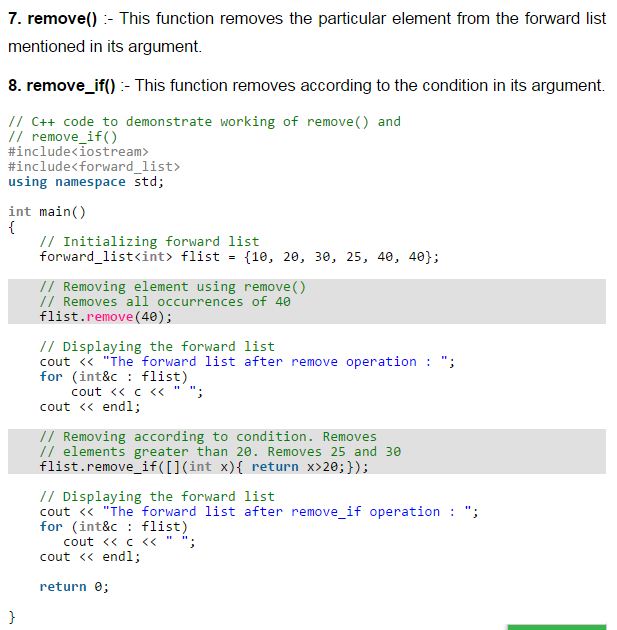 7. remove() :- This function removes the particular element from the forward list
mentioned in its argument.
8. remove_if() :- This function removes according to the condition in its argument.
// C++ code to demonstrate working of remove() and
// remove_if()
#include<iostream>
#include<forward_list>
using namespace std;
int main()
{
    // Initializing forward list
    forward_list<int> flist = {10, 20, 30, 25, 40, 40};
    // Removing element using remove()
    // Removes all occurrences of 40
    flist.remove(40);
    // Displaying the forward list
    cout << "The forward list after remove operation : ";
    for (int&c : flist)
        cout << c << " ";
    cout << endl;
    // Removing according to condition. Removes
    // elements greater than 20. Removes 25 and 30
    flist.remove_if([](int x){ return x>20;});
    // Displaying the forward list
    cout << "The forward list after remove_if operation : ";
    for (int&c : flist)
       cout << c << " ";
    cout << endl;
    return 0;
}